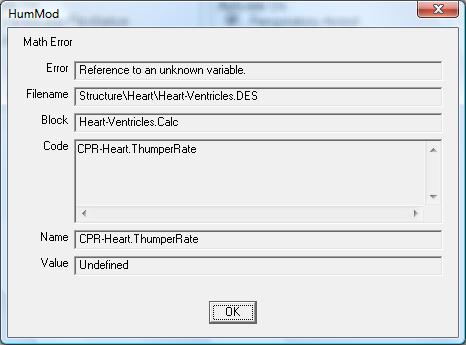 HumMod
Math Error
Error Reference to an unknown variable.
Filename Structure\Heart\Heart-Ventricles.DES
Block Heart-Ventricles.Calc
Code CPR-Heart.ThumperRate
Name CPR-Heart.ThumperRate
Value Undefined
OK